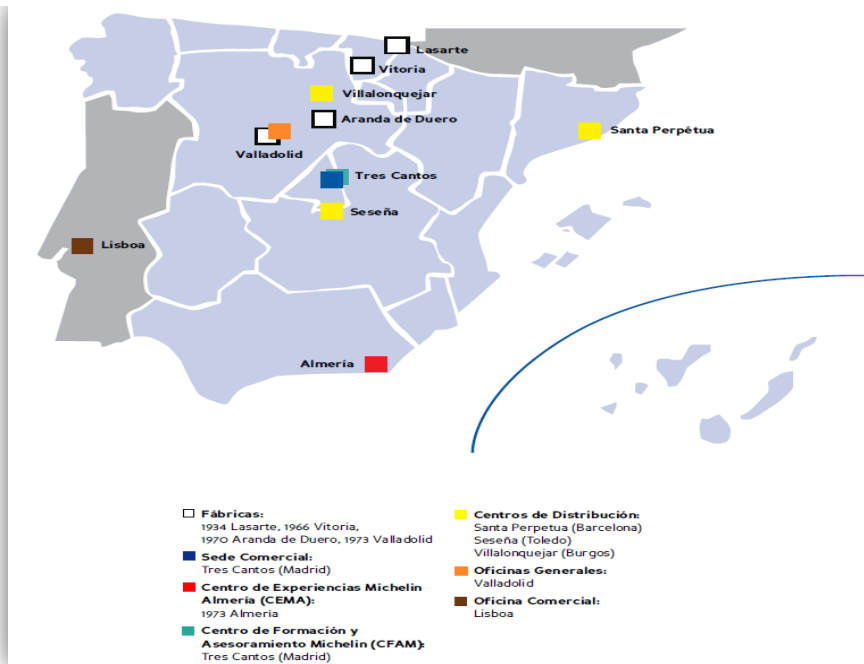 Lasarte
Vitoria
Villalonquejar
Aranda de Duero
Santa Perpétua
Valladolid
Tres Cantos
Seseña
Lisboa
Almería
Fábricas:
1934 Lasarte, 1966 Vitoria,
1970 Aranda de Duero, 1973 Valladolid
Sede Comercial:
Tres Cantos (Madrid)
Centro de Experiencias Michelin
Almería (CEMA):
1973 Almería
Centro de Formación y
Asesoramiento Michelin (CFAM):
Tres Cantos (Madrid)
Centros de Distribución:
Santa Perpetua (Barcelona)
Seseña (Toledo)
Villalonquejar (Burgos)
Oficinas Generales:
Valladolid
Oficina Comercial:
Lisboa